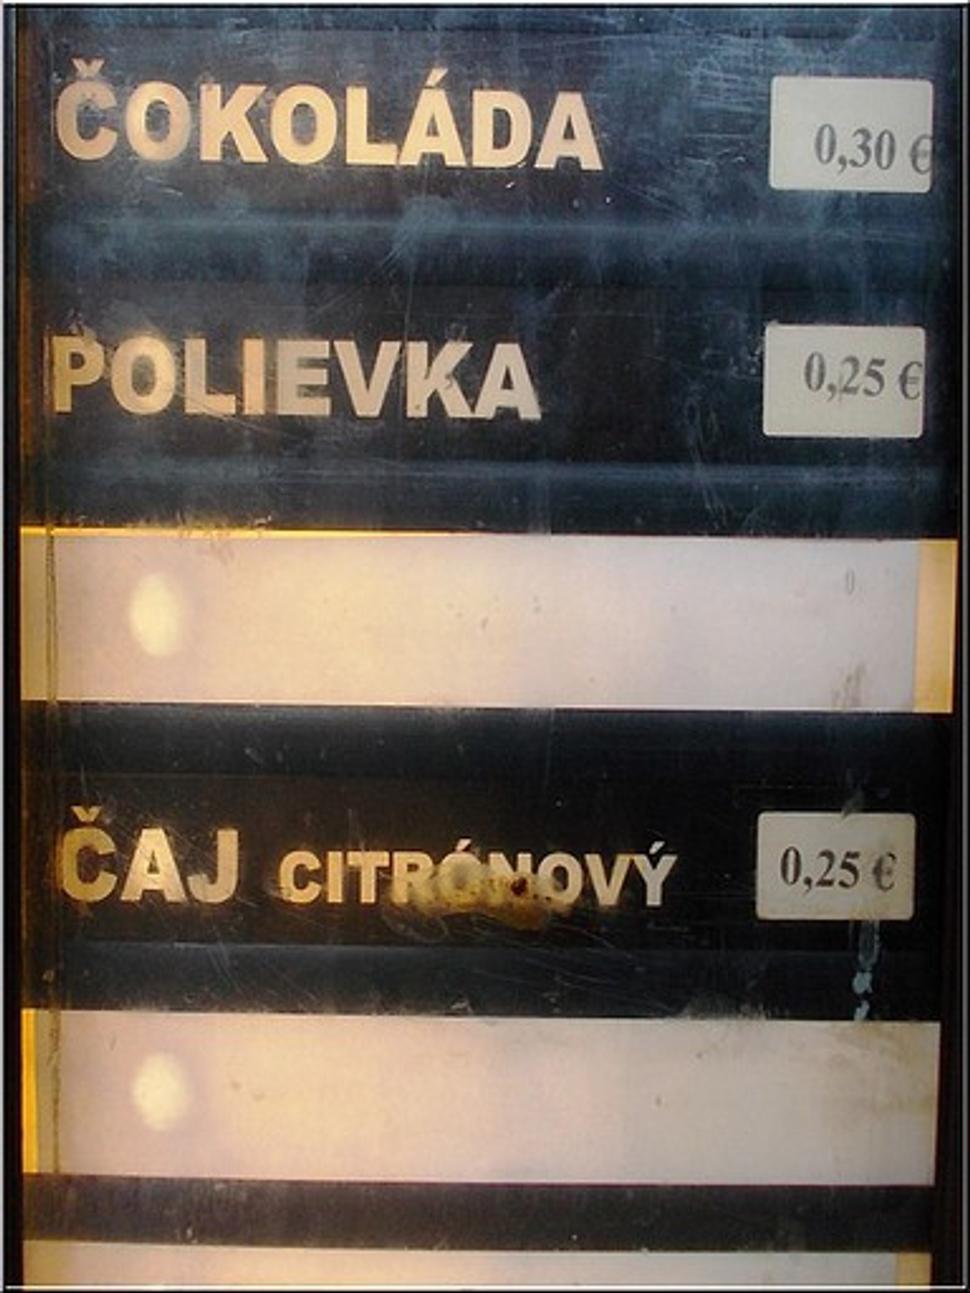 ČOKOLÁDA 0,30 €
POLIEVKA 0,25 €
ČAJ CITRÓNOVÝ 0,25 €